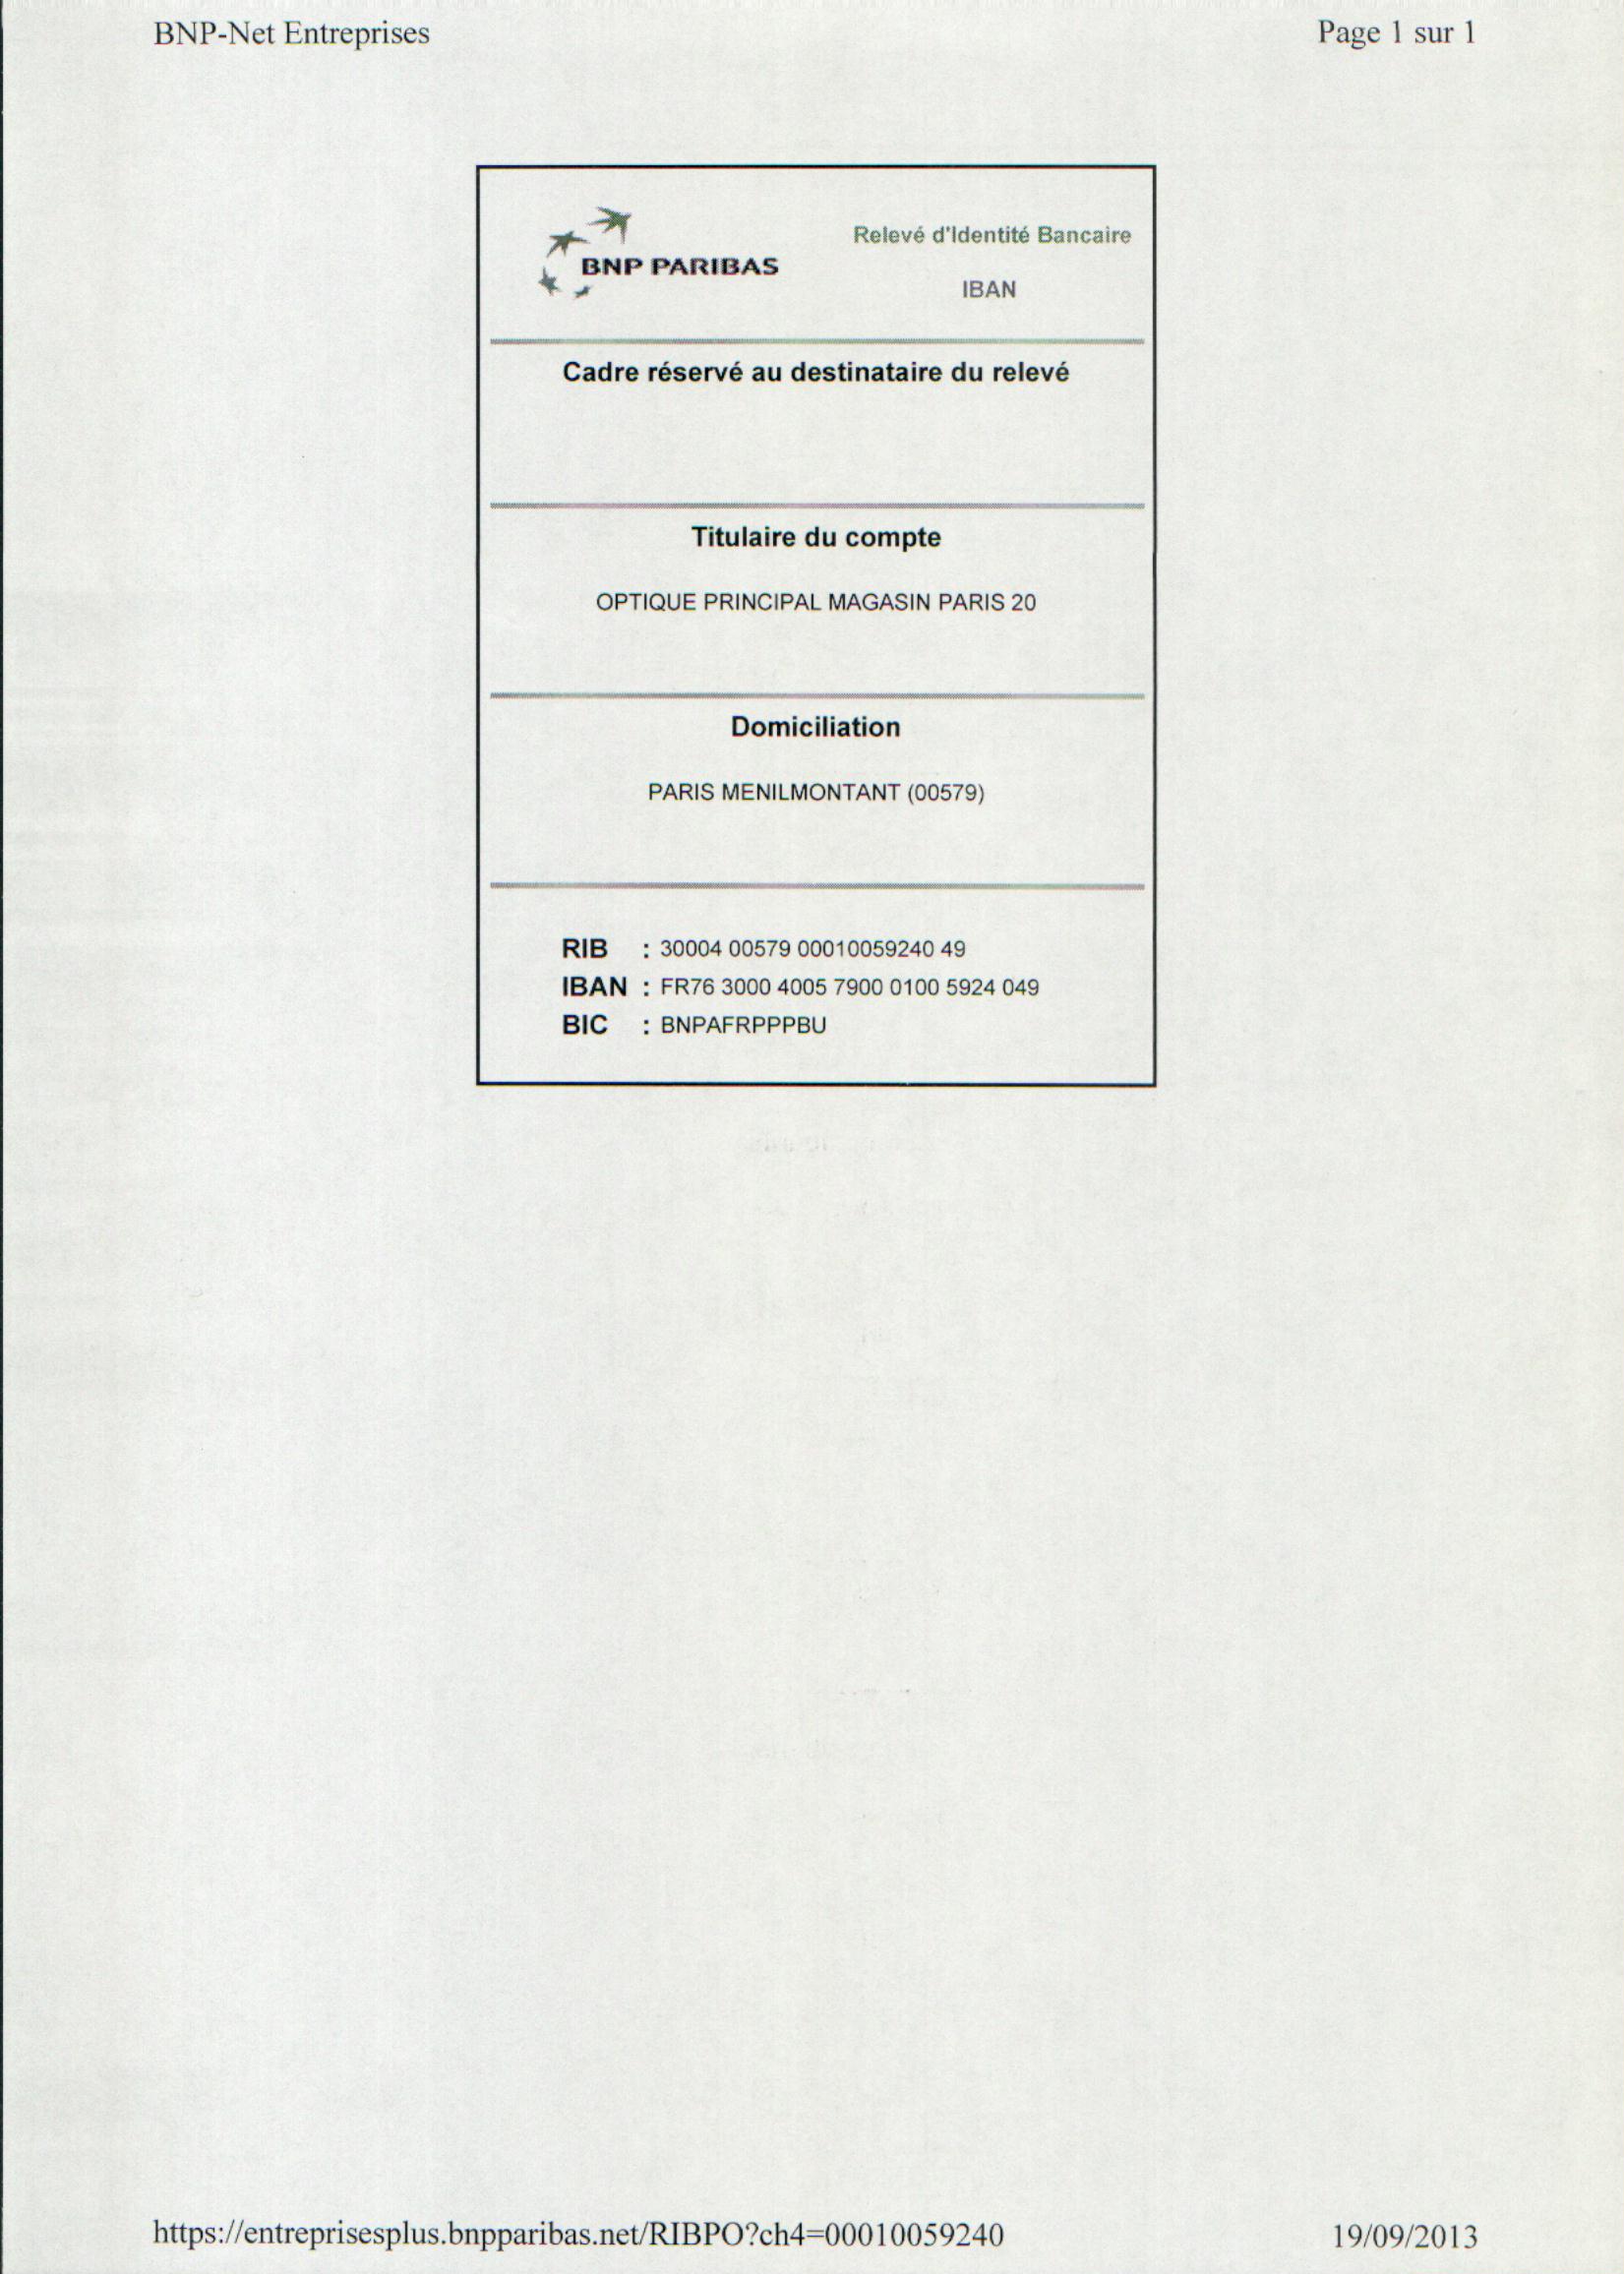 BNP-Net Entreprises
Page 1 sur 1
BNP PARIBAS
Relevé d'Identité Bancaire
IBAN
Cadre réservé au destinataire du relevé
Titulaire du compte
OPTIQUE PRINCIPAL MAGASIN PARIS 20
Domiciliation
PARIS MENILMONTANT (00579)
RIB : 30004 00579 00010059240 49
IBAN : FR76 3000 4005 7900 0100 5924 049
BIC : BNPAFRPPPBU
https://entreprisesplus.bnpparibas.net/RIBPO?ch4=00010059240
19/09/2013